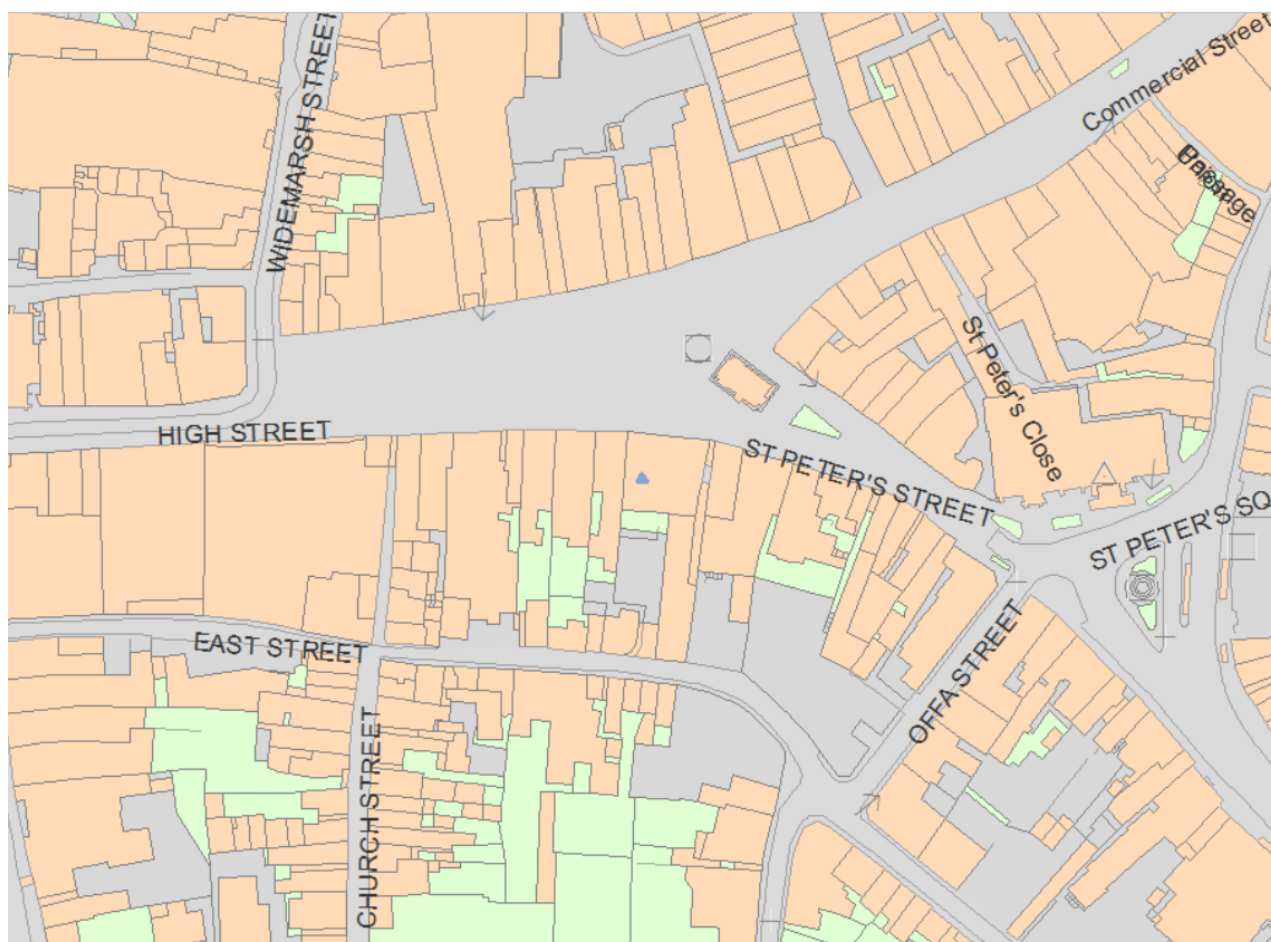 Commercial Street
WIDEMARSH STREET
Passage
St Peter's Close
HIGH STREET
ST PETER'S STREET
ST PETER'S SQ
EAST STREET
OFFA STREET
CHURCH STREET